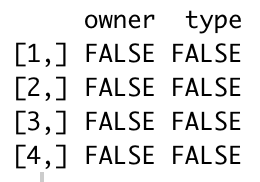 owner type
[1,] FALSE FALSE
[2,] FALSE FALSE
[3,] FALSE FALSE
[4,] FALSE FALSE